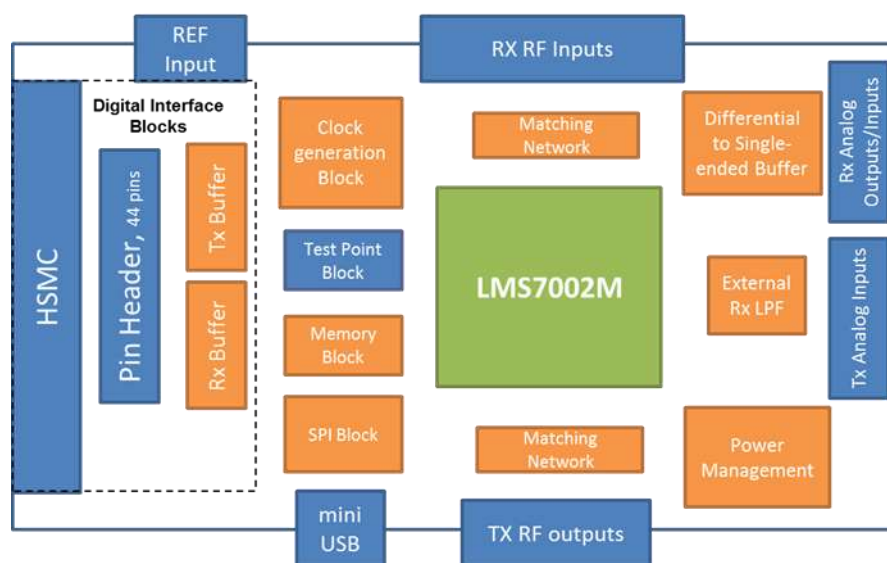 REF
Input
RX RF Inputs
Digital Interface
Blocks
HSMC
Pin Header, 44 pins
Tx Buffer
Rx Buffer
Clock
generation
Block
Test Point
Block
Memory
Block
SPI Block
mini
USB
Matching
Network
LMS7002M
Matching
Network
TX RF outputs
Differential
to Single-
ended Buffer
External
Rx LPF
Power
Management
Rx Analog
Outputs/Inputs
Tx Analog Inputs